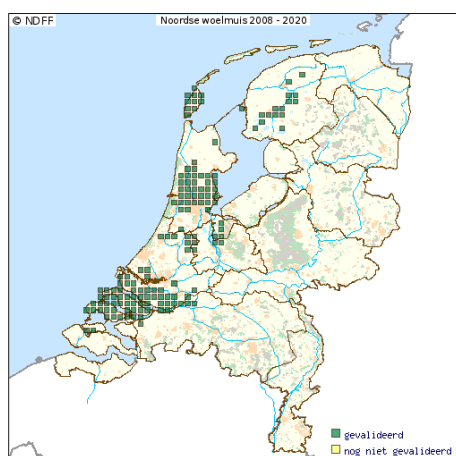 © NDFF
Noordse woelmuis 2008 - 2020
gevalideerd
nog niet gevalideerd